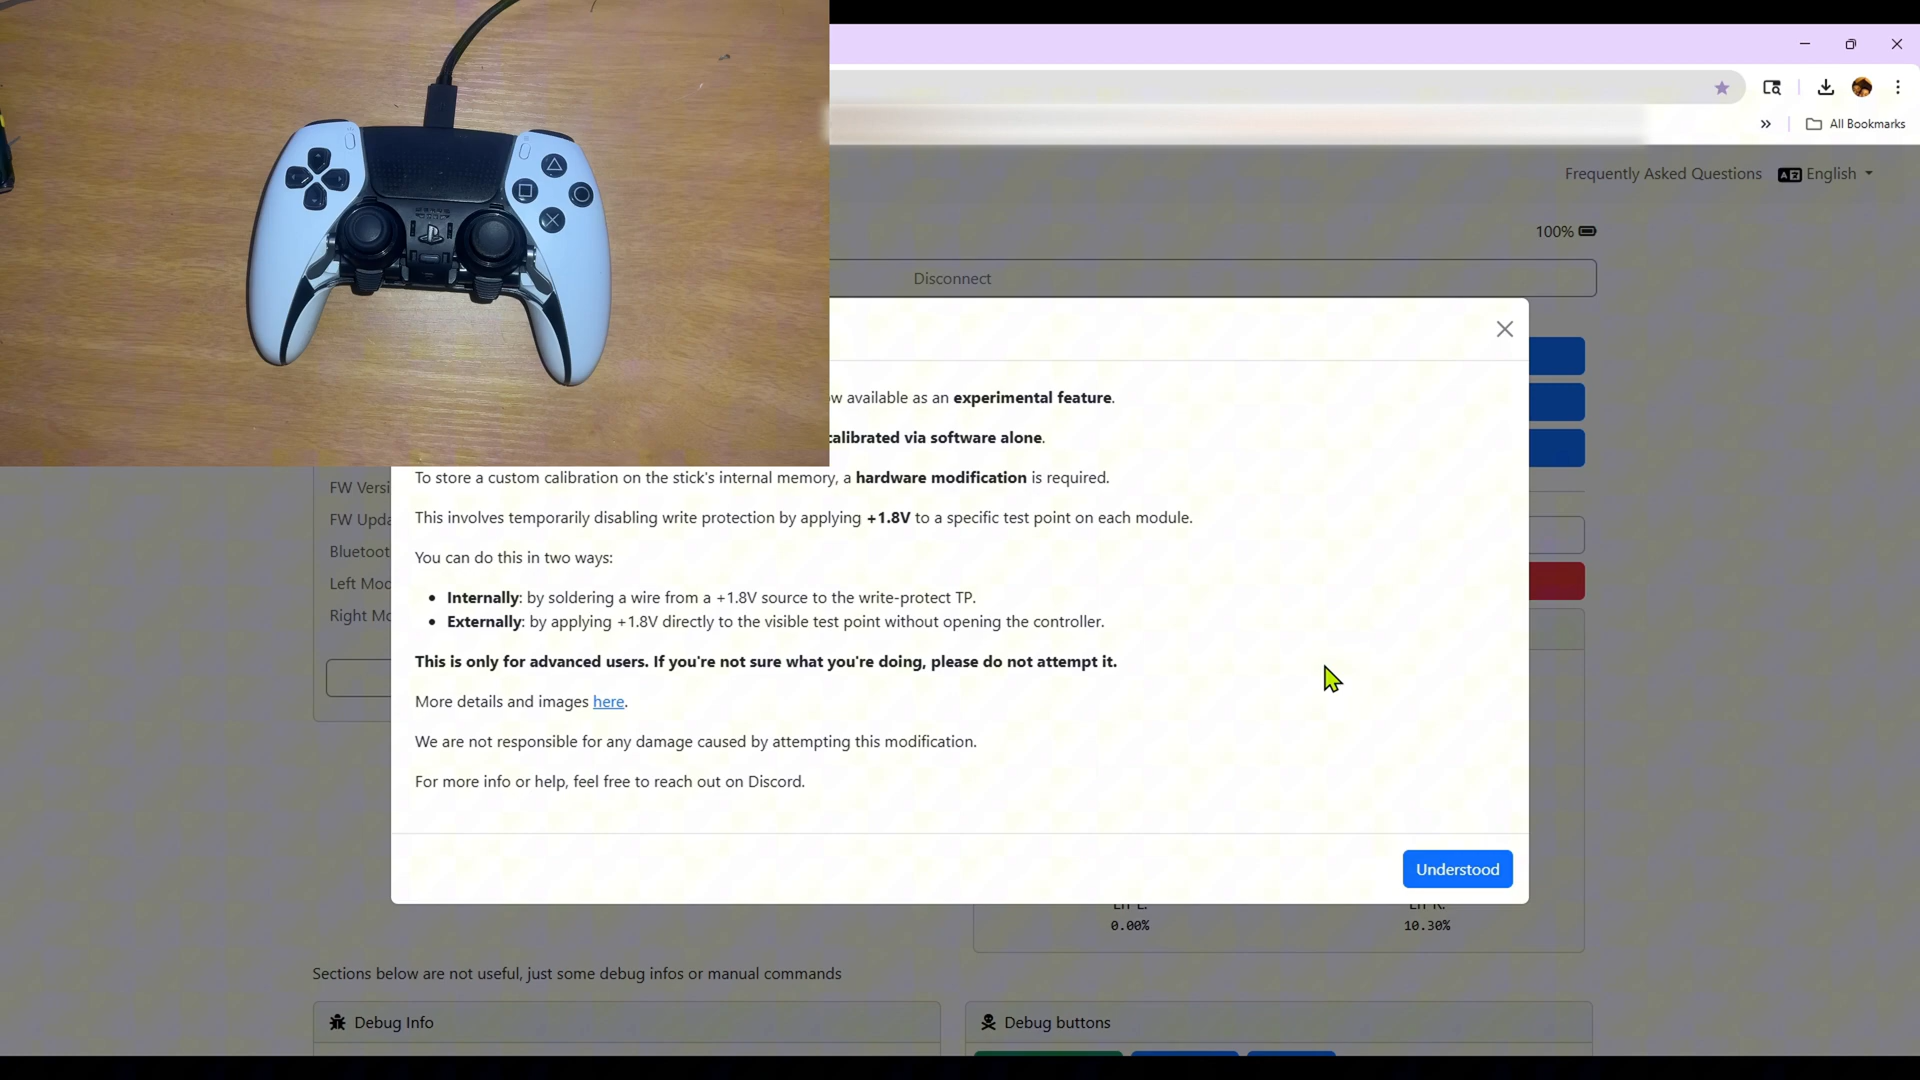 All Bookmarks
Frequently Asked Questions
English
100%
Disconnect
available as an experimental feature.
calibrated via software alone.
To store a custom calibration on the stick's internal memory, a hardware modification is required.
This involves temporarily disabling write protection by applying +1.8V to a specific test point on each module.
You can do this in two ways:
• Internally: by soldering a wire from a +1.8V source to the write-protect TP.
• Externally: by applying +1.8V directly to the visible test point without opening the controller.
This is only for advanced users. If you're not sure what you're doing, please do not attempt it.
More details and images here.
We are not responsible for any damage caused by attempting this modification.
For more info or help, feel free to reach out on Discord.
Understood
FW Versi
FW Upda
Bluetoot
Left Mod
Right Mo
0.00%
10.30%
Sections below are not useful, just some debug infos or manual commands
Debug Info
Debug buttons